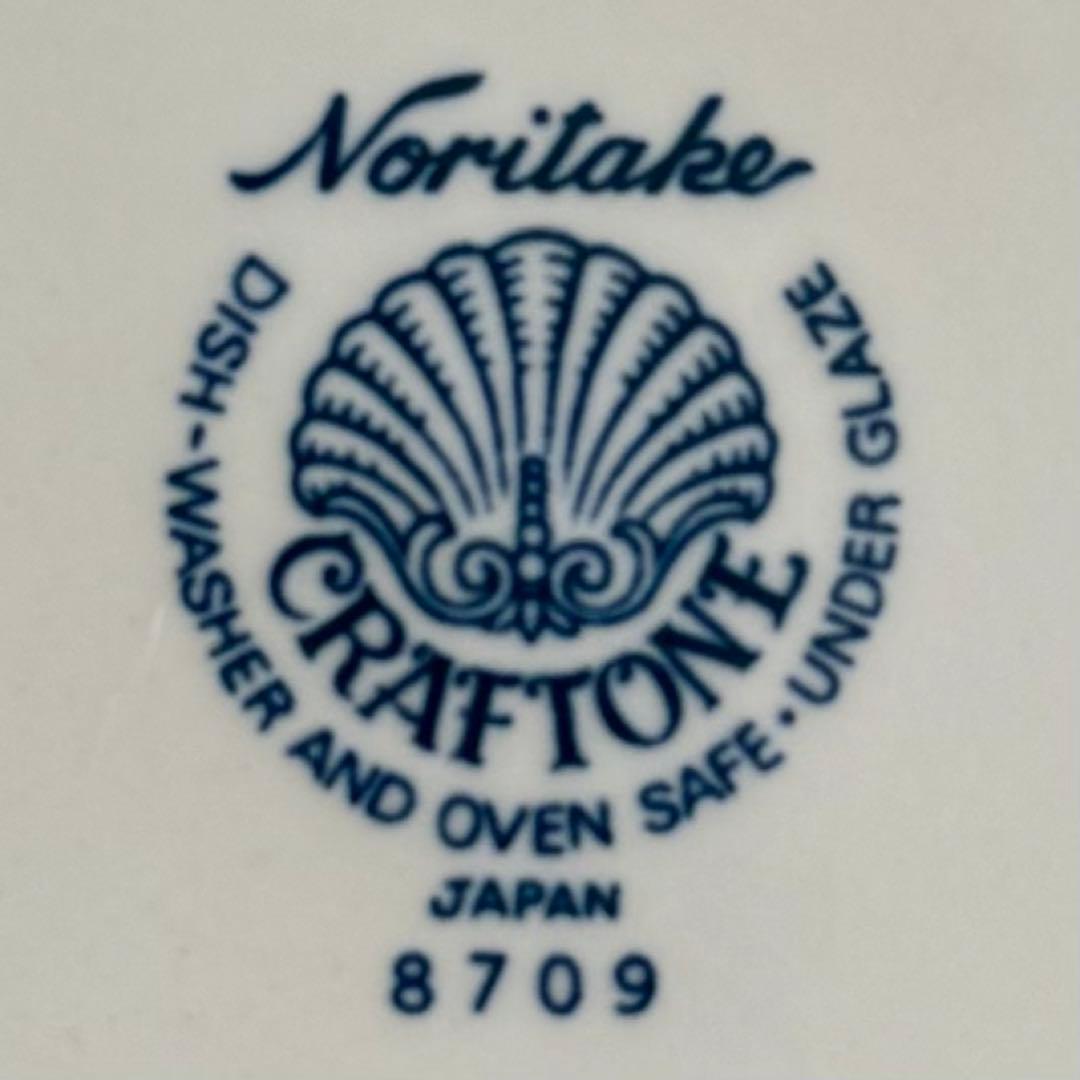 Noritake
CRAFTONE
DISH-WASHER AND OVEN SAFE • UNDER GLAZE
JAPAN
8709